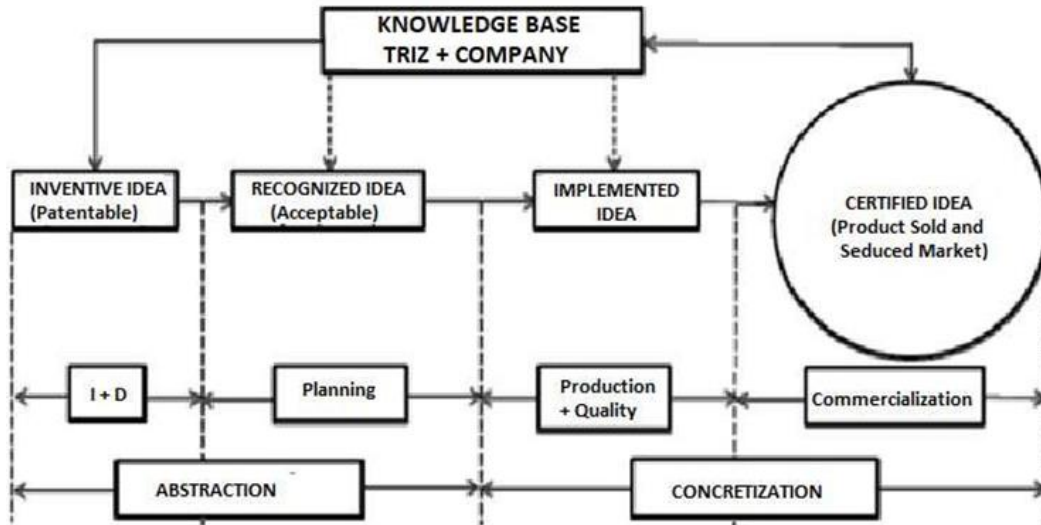 KNOWLEDGE BASE
TRIZ + COMPANY
INVENTIVE IDEA
(Patentable)
RECOGNIZED IDEA
(Acceptable)
IMPLEMENTED
IDEA
CERTIFIED IDEA
(Product Sold and
Seduced Market)
I + D
Planning
Production
+ Quality
Commercialization
ABSTRACTION
CONCRETIZATION